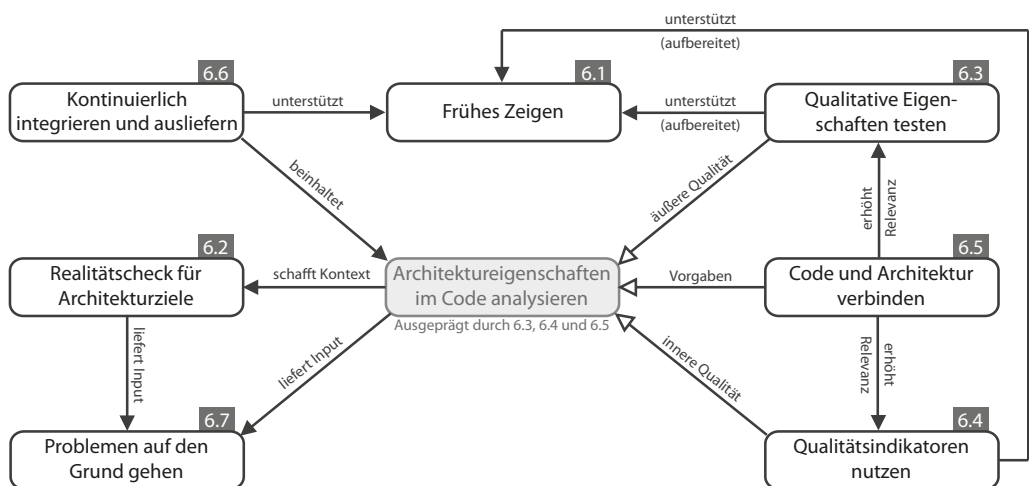 unterstützt
(aufbereitet)
6.6
Kontinuierlich
integrieren und ausliefern
unterstützt
6.1
Frühes Zeigen
unterstützt
(aufbereitet)
6.3
Qualitative Eigen-
schaften testen
beinhaltet
äußere Qualität
erhöht
Relevanz
6.2
Realitätscheck für
Architekturziele
schafft Kontext
Architektureigenschaften
im Code analysieren
Ausgeprägt durch 6.3, 6.4 und 6.5
Vorgaben
6.5
Code und Architektur
verbinden
liefert Input
liefert Input
innere Qualität
Relevanz
erhöht
6.7
Problemen auf den
Grund gehen
6.4
Qualitätsindikatoren
nutzen